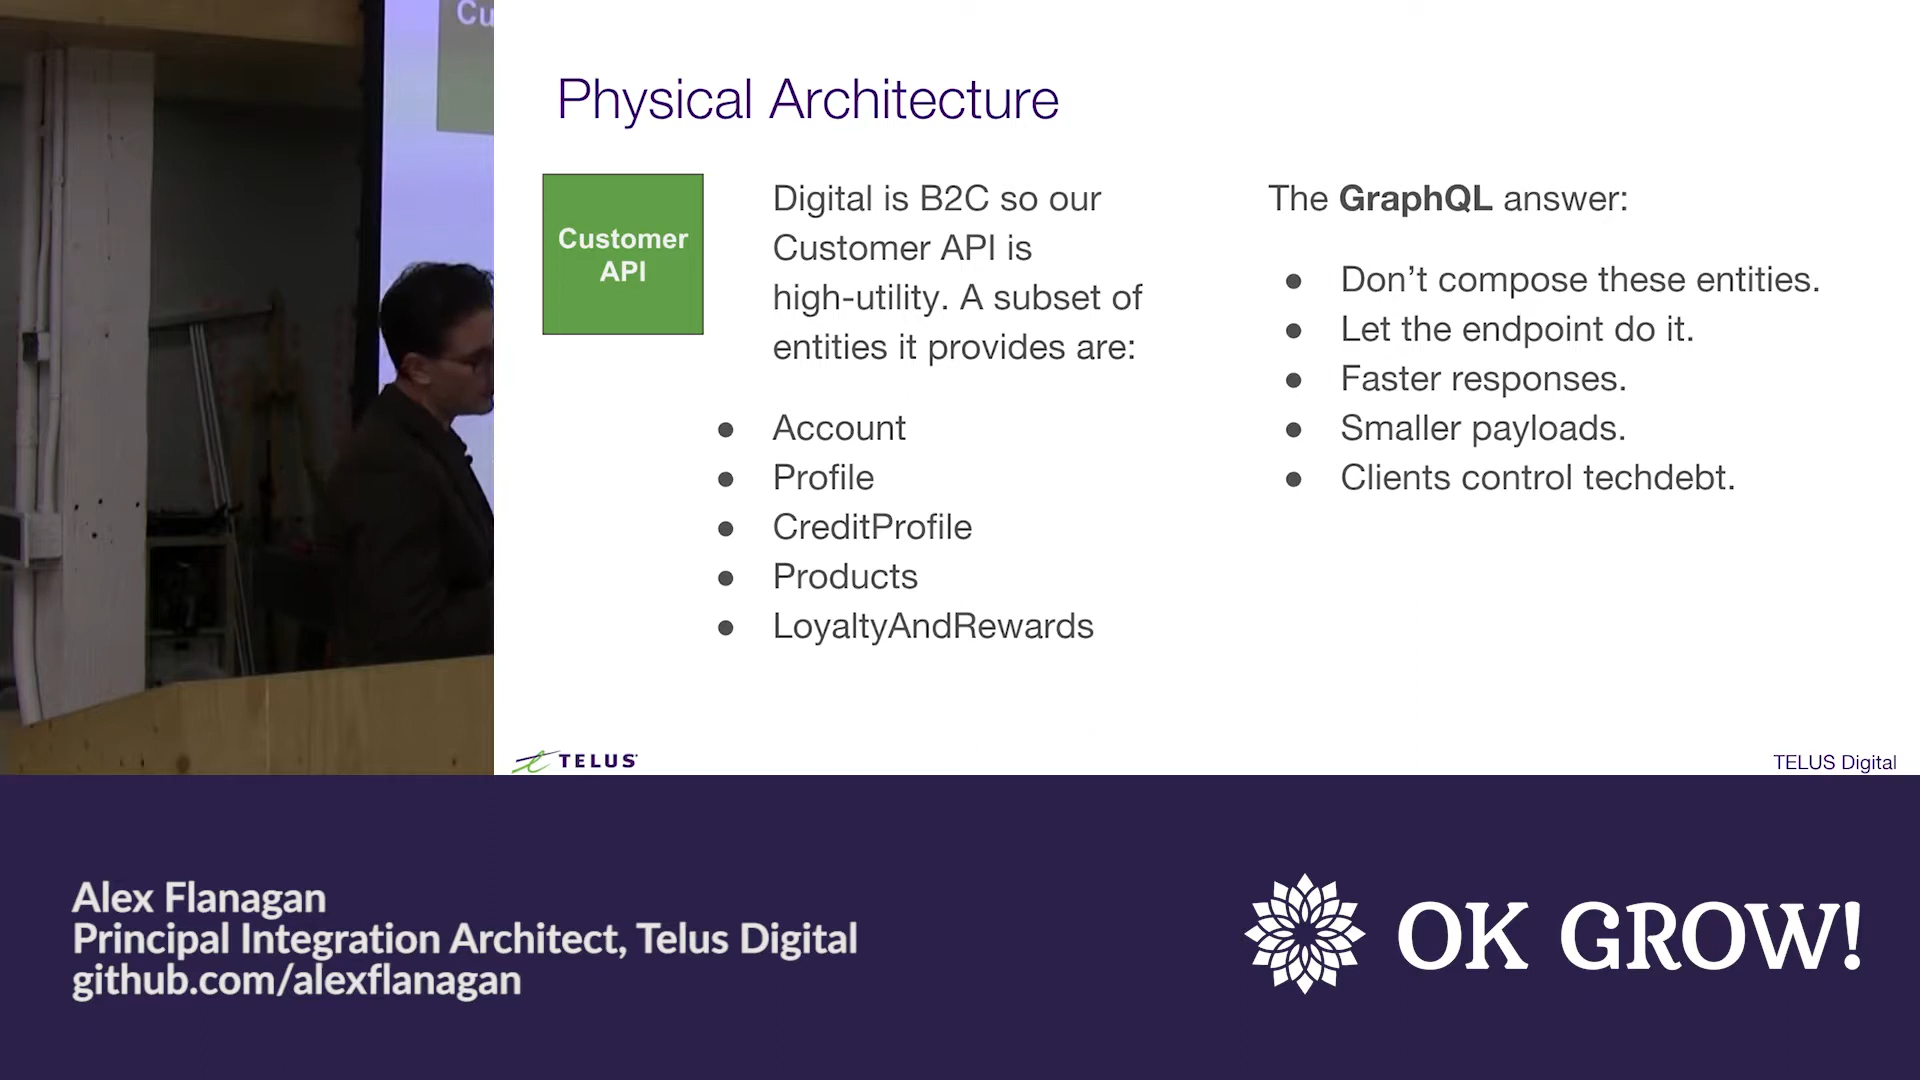 Cu
Physical Architecture
Customer
API
Digital is B2C so our
Customer API is
high-utility. A subset of
entities it provides are:
● Account
● Profile
● CreditProfile
● Products
● LoyaltyAndRewards
The GraphQL answer:
● Don’t compose these entities.
● Let the endpoint do it.
● Faster responses.
● Smaller payloads.
● Clients control techdebt.
TELUS
TELUS Digital
Alex Flanagan
Principal Integration Architect, Telus Digital
github.com/alexflanagan
OK GROW!